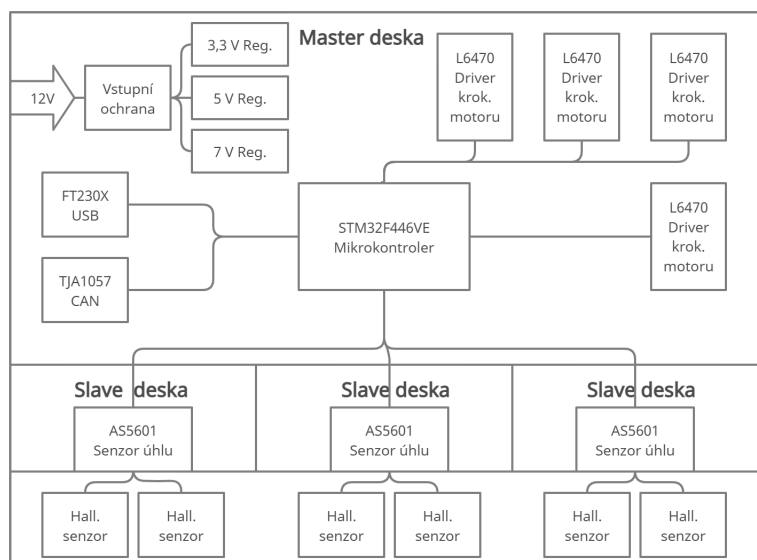 Master deska
3,3 V Reg.
12V
Vstupní
ochrana
5 V Reg.
7 V Reg.
L6470
Driver
krok.
motoru
L6470
Driver
krok.
motoru
L6470
Driver
krok.
motoru
FT230X
USB
STM32F446VE
Mikrokontroler
L6470
Driver
krok.
motoru
TJA1057
CAN
Slave deska
Slave deska
Slave deska
AS5601
Senzor úhlu
AS5601
Senzor úhlu
AS5601
Senzor úhlu
Hall.
senzor
Hall.
senzor
Hall.
senzor
Hall.
senzor
Hall.
senzor
Hall.
senzor